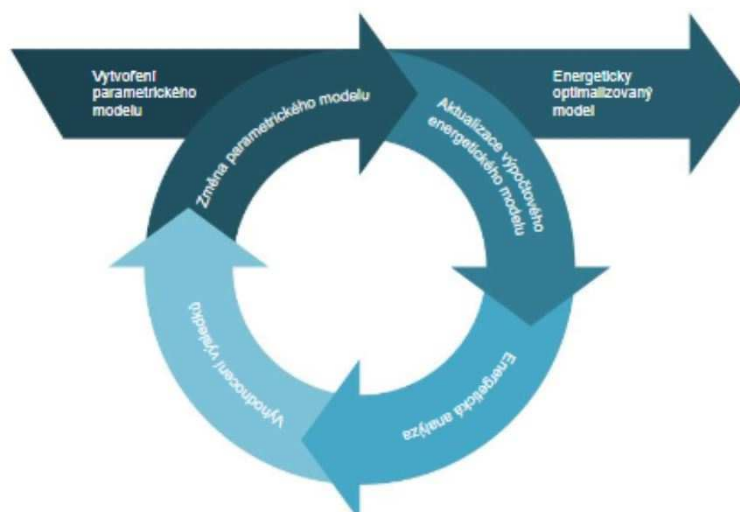 Vytvoření
parametrického
modelu
Energeticky
optimalizovaný
model
Změna parametrického modelu
Aktualizace výpočtového
energetického modelu
Energetická analýza
Vyhodnocení výsledků